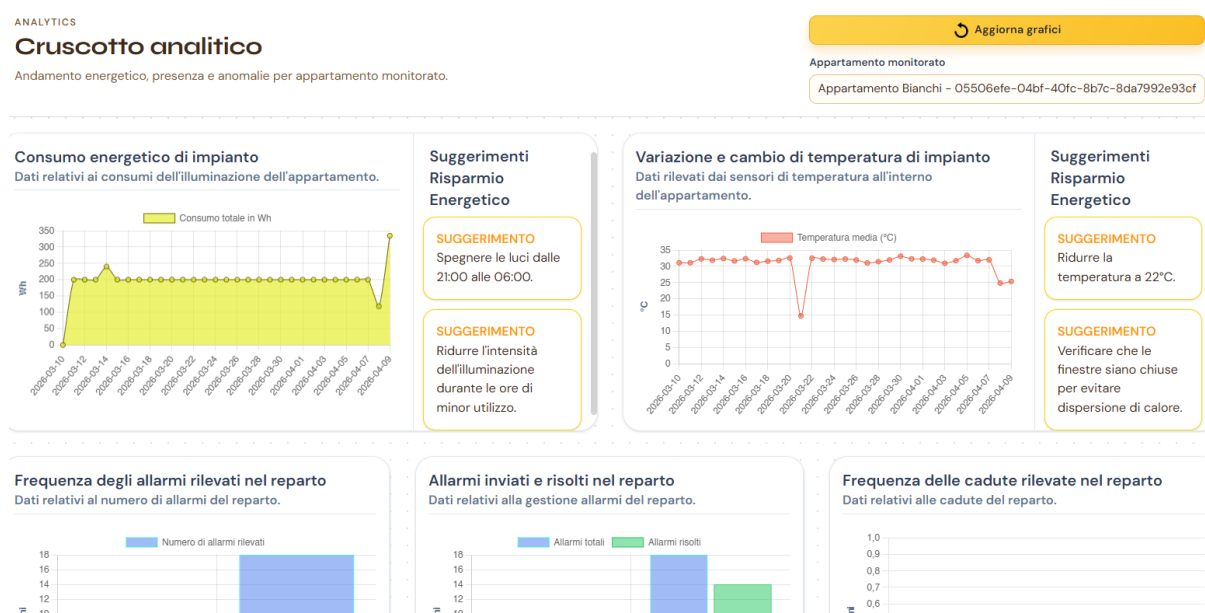 ANALYTICS
Cruscotto analitico
Andamento energetico, presenza e anomalie per appartamento monitorato.
Aggiorna grafici
Appartamento monitorato
Appartamento Bianchi - 05506efe-04bf-40fc-8b7c-8da7992e93cf
Consumo energetico di impianto
Dati relativi ai consumi dell'illuminazione dell'appartamento.
Consumo totale in Wh
350
300
250
200
150
100
50
0
Wh
2026-03-10
2026-03-12
2026-03-14
2026-03-16
2026-03-18
2026-03-20
2026-03-22
2026-03-24
2026-03-26
2026-03-28
2026-03-30
2026-04-01
2026-04-03
2026-04-05
2026-04-07
2026-04-09
Suggerimenti
Risparmio
Energetico
SUGGERIMENTO
Spegnere le luci dalle
21:00 alle 06:00.
SUGGERIMENTO
Ridurre l'intensità
dell'illuminazione
durante le ore di
minor utilizzo.
Variazione e cambio di temperatura di impianto
Dati rilevati dai sensori di temperatura all'interno
dell'appartamento.
Temperatura media (°C)
35
30
25
20
15
10
5
0
°C
2026-03-10
2026-03-12
2026-03-14
2026-03-16
2026-03-18
2026-03-20
2026-03-22
2026-03-24
2026-03-26
2026-03-28
2026-03-30
2026-04-01
2026-04-03
2026-04-05
2026-04-07
2026-04-09
Suggerimenti
Risparmio
Energetico
SUGGERIMENTO
Ridurre la
temperatura a 22°C.
SUGGERIMENTO
Verificare che le
finestre siano chiuse
per evitare
dispersione di calore.
Frequenza degli allarmi rilevati nel reparto
Dati relativi al numero di allarmi del reparto.
Numero di allarmi rilevati
18
16
14
12
10
Allarmi inviati e risolti nel reparto
Dati relativi alla gestione allarmi del reparto.
Allarmi totali
Allarmi risolti
18
16
14
12
10
Frequenza delle cadute rilevate nel reparto
Dati relativi alle cadute del reparto.
1,0
0,9
0,8
0,7
0,6